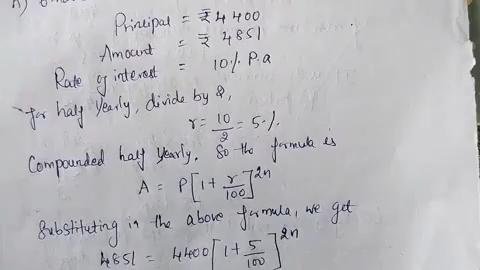 Principal = ₹ 4400
Amount = ₹ 4851
Rate of interest = 10% P.a
for half yearly, divide by 2,
r = 10/2 = 5%
Compounded half yearly. So the formula is
A = P[1 + r/100]^2n
Substituting in the above formula, we get
4851 = 4400[1 + 5/100]^2n